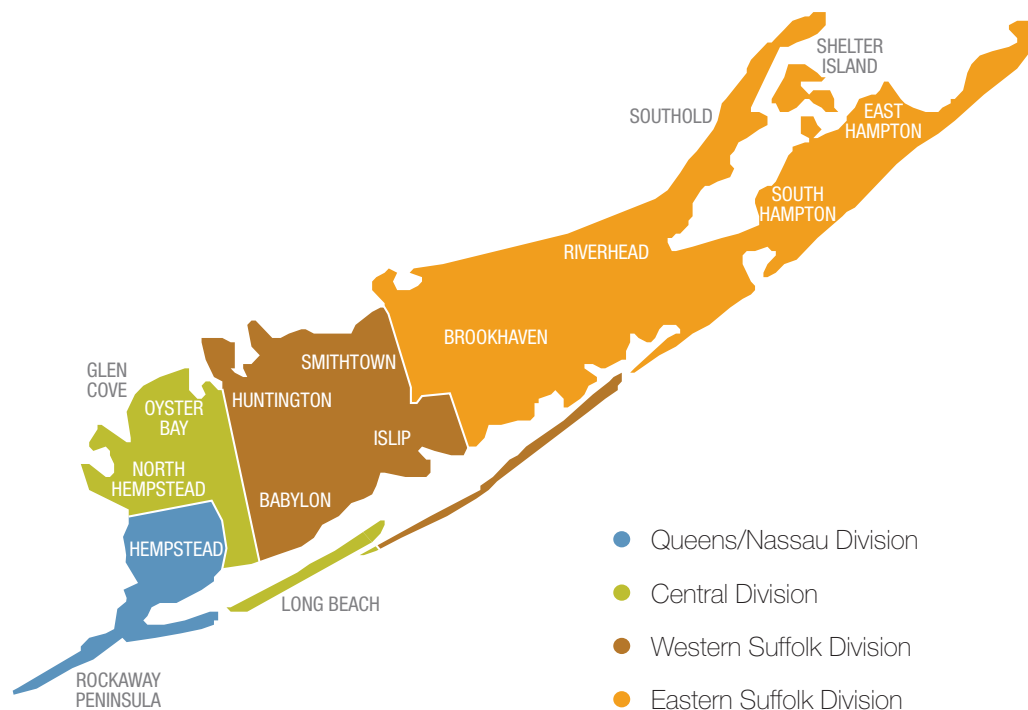 SHELTER
ISLAND
SOUTHOLD
EAST
HAMPTON
SOUTH
HAMPTON
RIVERHEAD
BROOKHAVEN
SMITHTOWN
GLEN
COVE
HUNTINGTON
OYSTER
BAY
ISLIP
NORTH
HEMPSTEAD
BABYLON
HEMPSTEAD
LONG BEACH
ROCKAWAY
PENINSULA
Queens/Nassau Division
Central Division
Western Suffolk Division
Eastern Suffolk Division